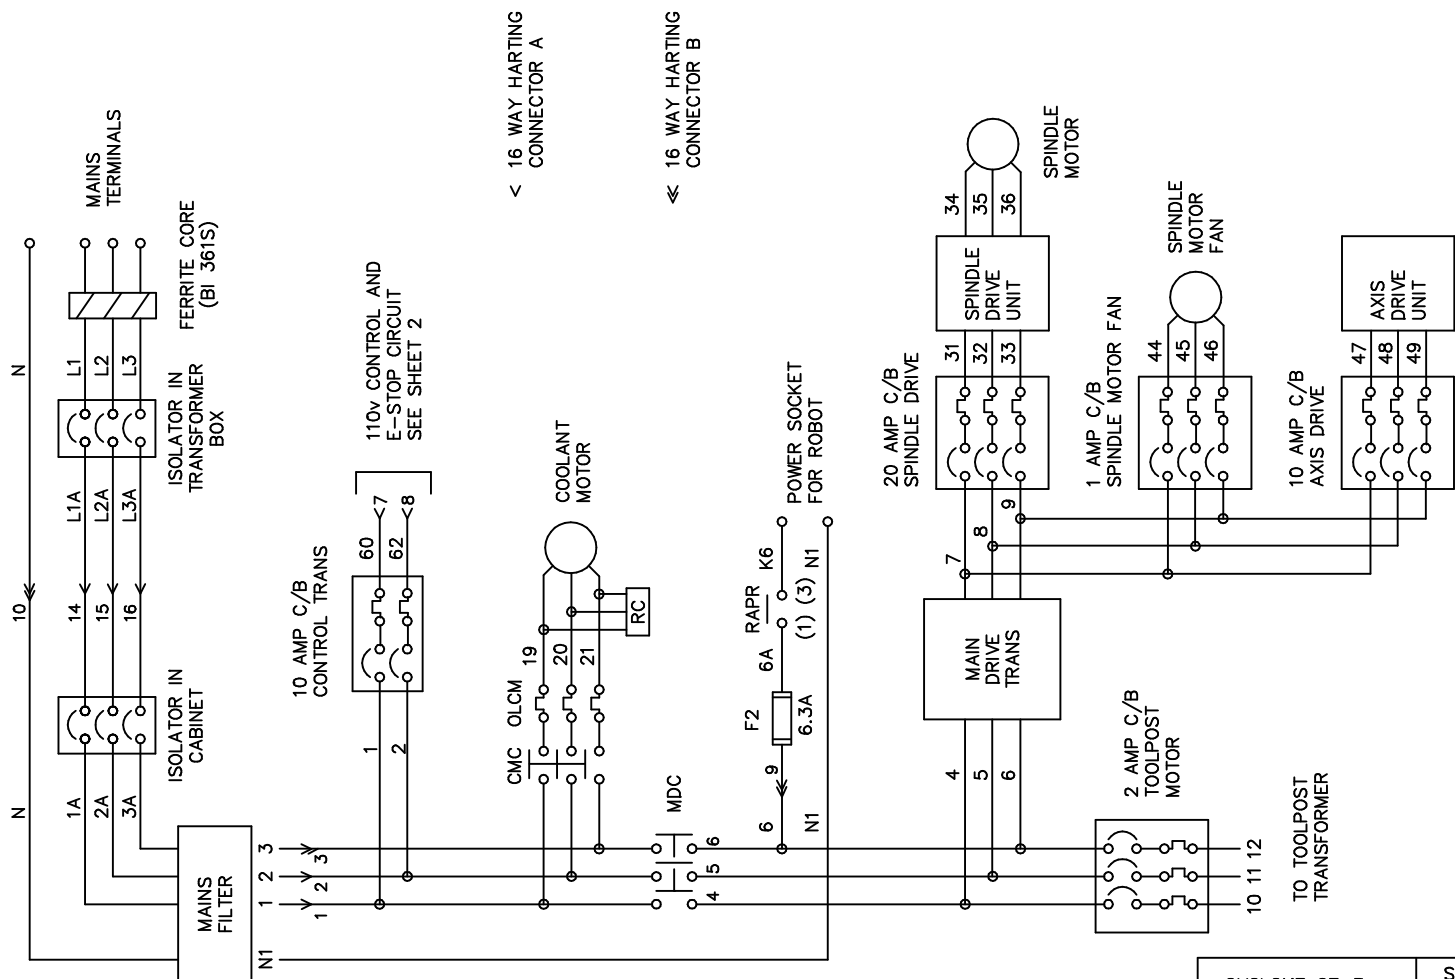 N
10
N
MAINS
TERMINALS
FERRITE CORE
(BI 361S)
L1
L2
L3
ISOLATOR IN
TRANSFORMER
BOX
L1A
L2A
L3A
14
15
16
ISOLATOR IN
CABINET
1A
2A
3A
MAINS
FILTER
N1
1
2
3
1
2
3
< 16 WAY HARTING
CONNECTOR A
≪ 16 WAY HARTING
CONNECTOR B
110v CONTROL AND
E-STOP CIRCUIT
SEE SHEET 2
7
8
60
62
10 AMP C/B
CONTROL TRANS
1
2
COOLANT
MOTOR
RC
19
20
21
OLCM
CMC
MDC
4
5
6
POWER SOCKET
FOR ROBOT
K6
N1
RAPR
(1) (3)
6A
F2
6.3A
9
6
N1
SPINDLE
MOTOR
34
35
36
SPINDLE
DRIVE
UNIT
31
32
33
20 AMP C/B
SPINDLE DRIVE
7
8
9
MAIN
DRIVE
TRANS
4
5
6
SPINDLE
MOTOR
FAN
44
45
46
1 AMP C/B
SPINDLE MOTOR FAN
AXIS
DRIVE
UNIT
47
48
49
10 AMP C/B
AXIS DRIVE
2 AMP C/B
TOOLPOST
MOTOR
10
11
12
TO TOOLPOST
TRANSFORMER